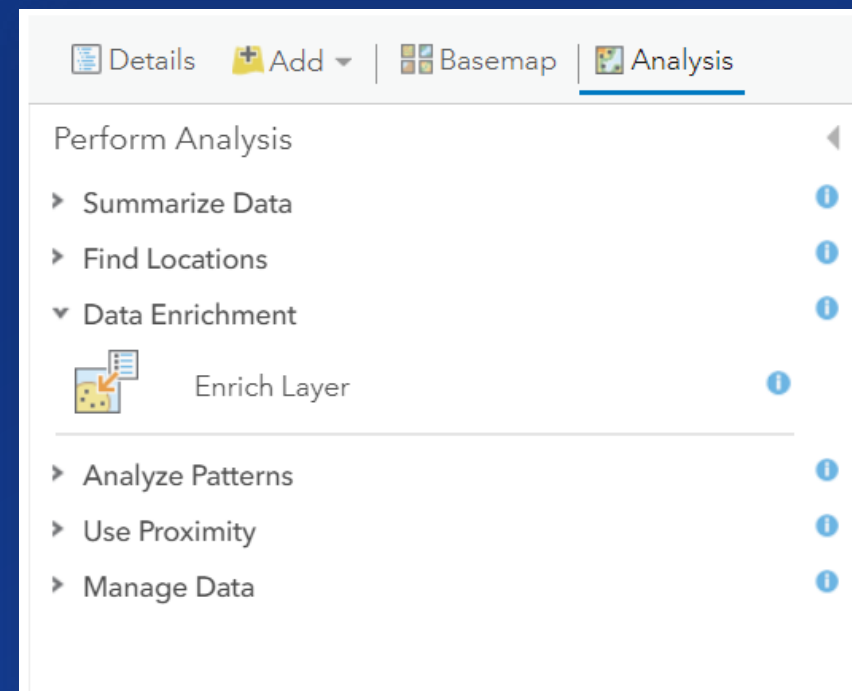 Details Add Basemap Analysis
Perform Analysis
Summarize Data
Find Locations
Data Enrichment
Enrich Layer
Analyze Patterns
Use Proximity
Manage Data